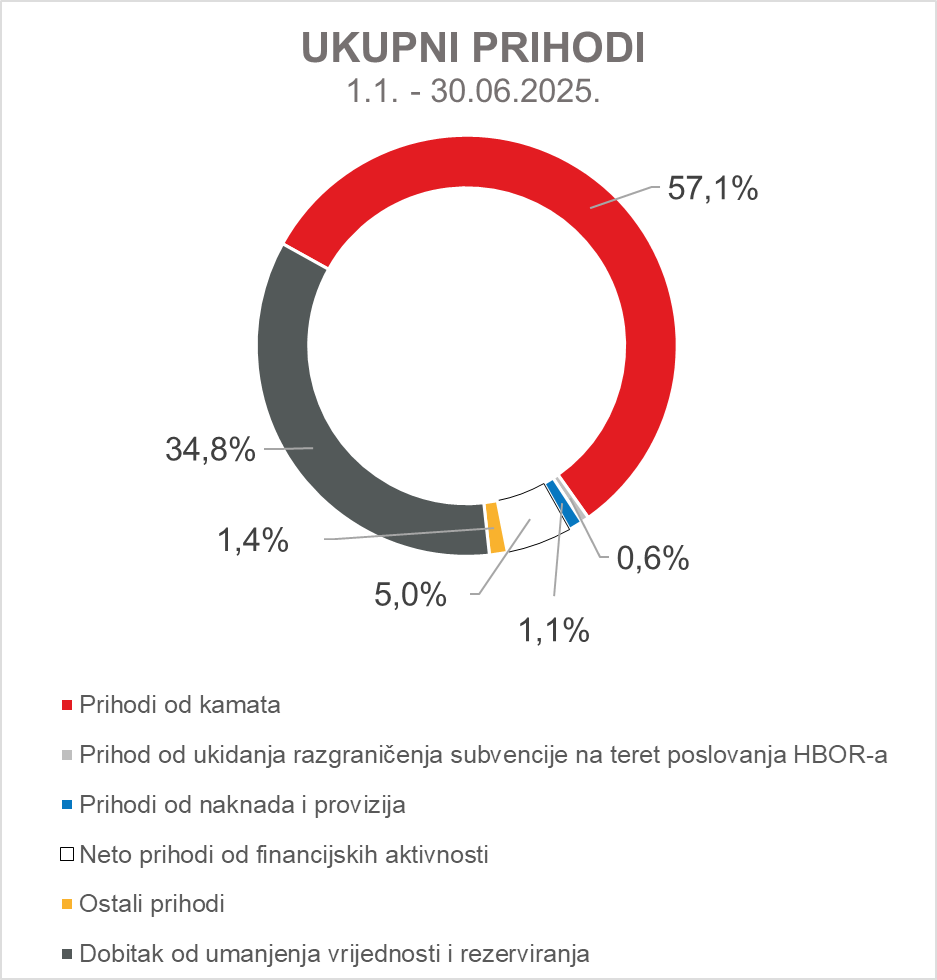 UKUPNI PRIHODI
1.1. - 30.06.2025.
57,1%
34,8%
1,4%
0,6%
5,0%
1,1%
Prihodi od kamata
Prihod od ukidanja razgraničenja subvencije na teret poslovanja HBOR-a
Prihodi od naknada i provizija
Neto prihodi od financijskih aktivnosti
Ostali prihodi
Dobitak od umanjenja vrijednosti i rezerviranja